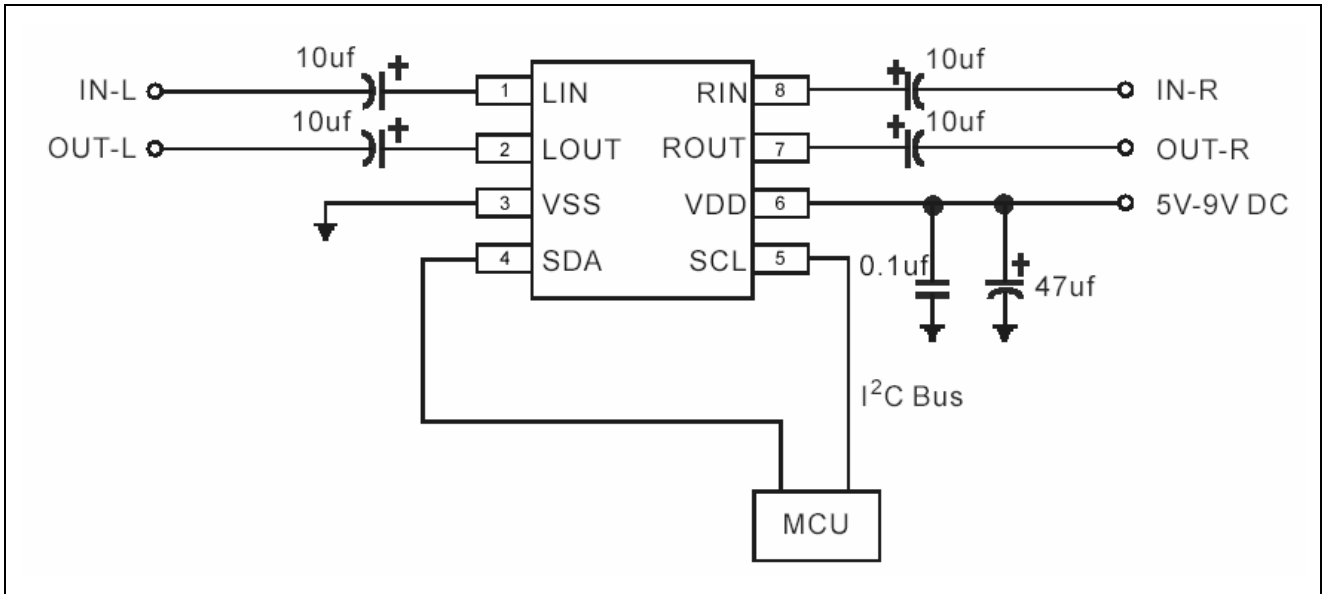 10uf +
+ 10uf
IN-L
1 LIN
RIN 8
IN-R
10uf +
+ 10uf
OUT-L
2 LOUT
ROUT 7
OUT-R
3 VSS
VDD 6
5V-9V DC
4 SDA
SCL 5
0.1uf
+
47uf
I²C Bus
MCU